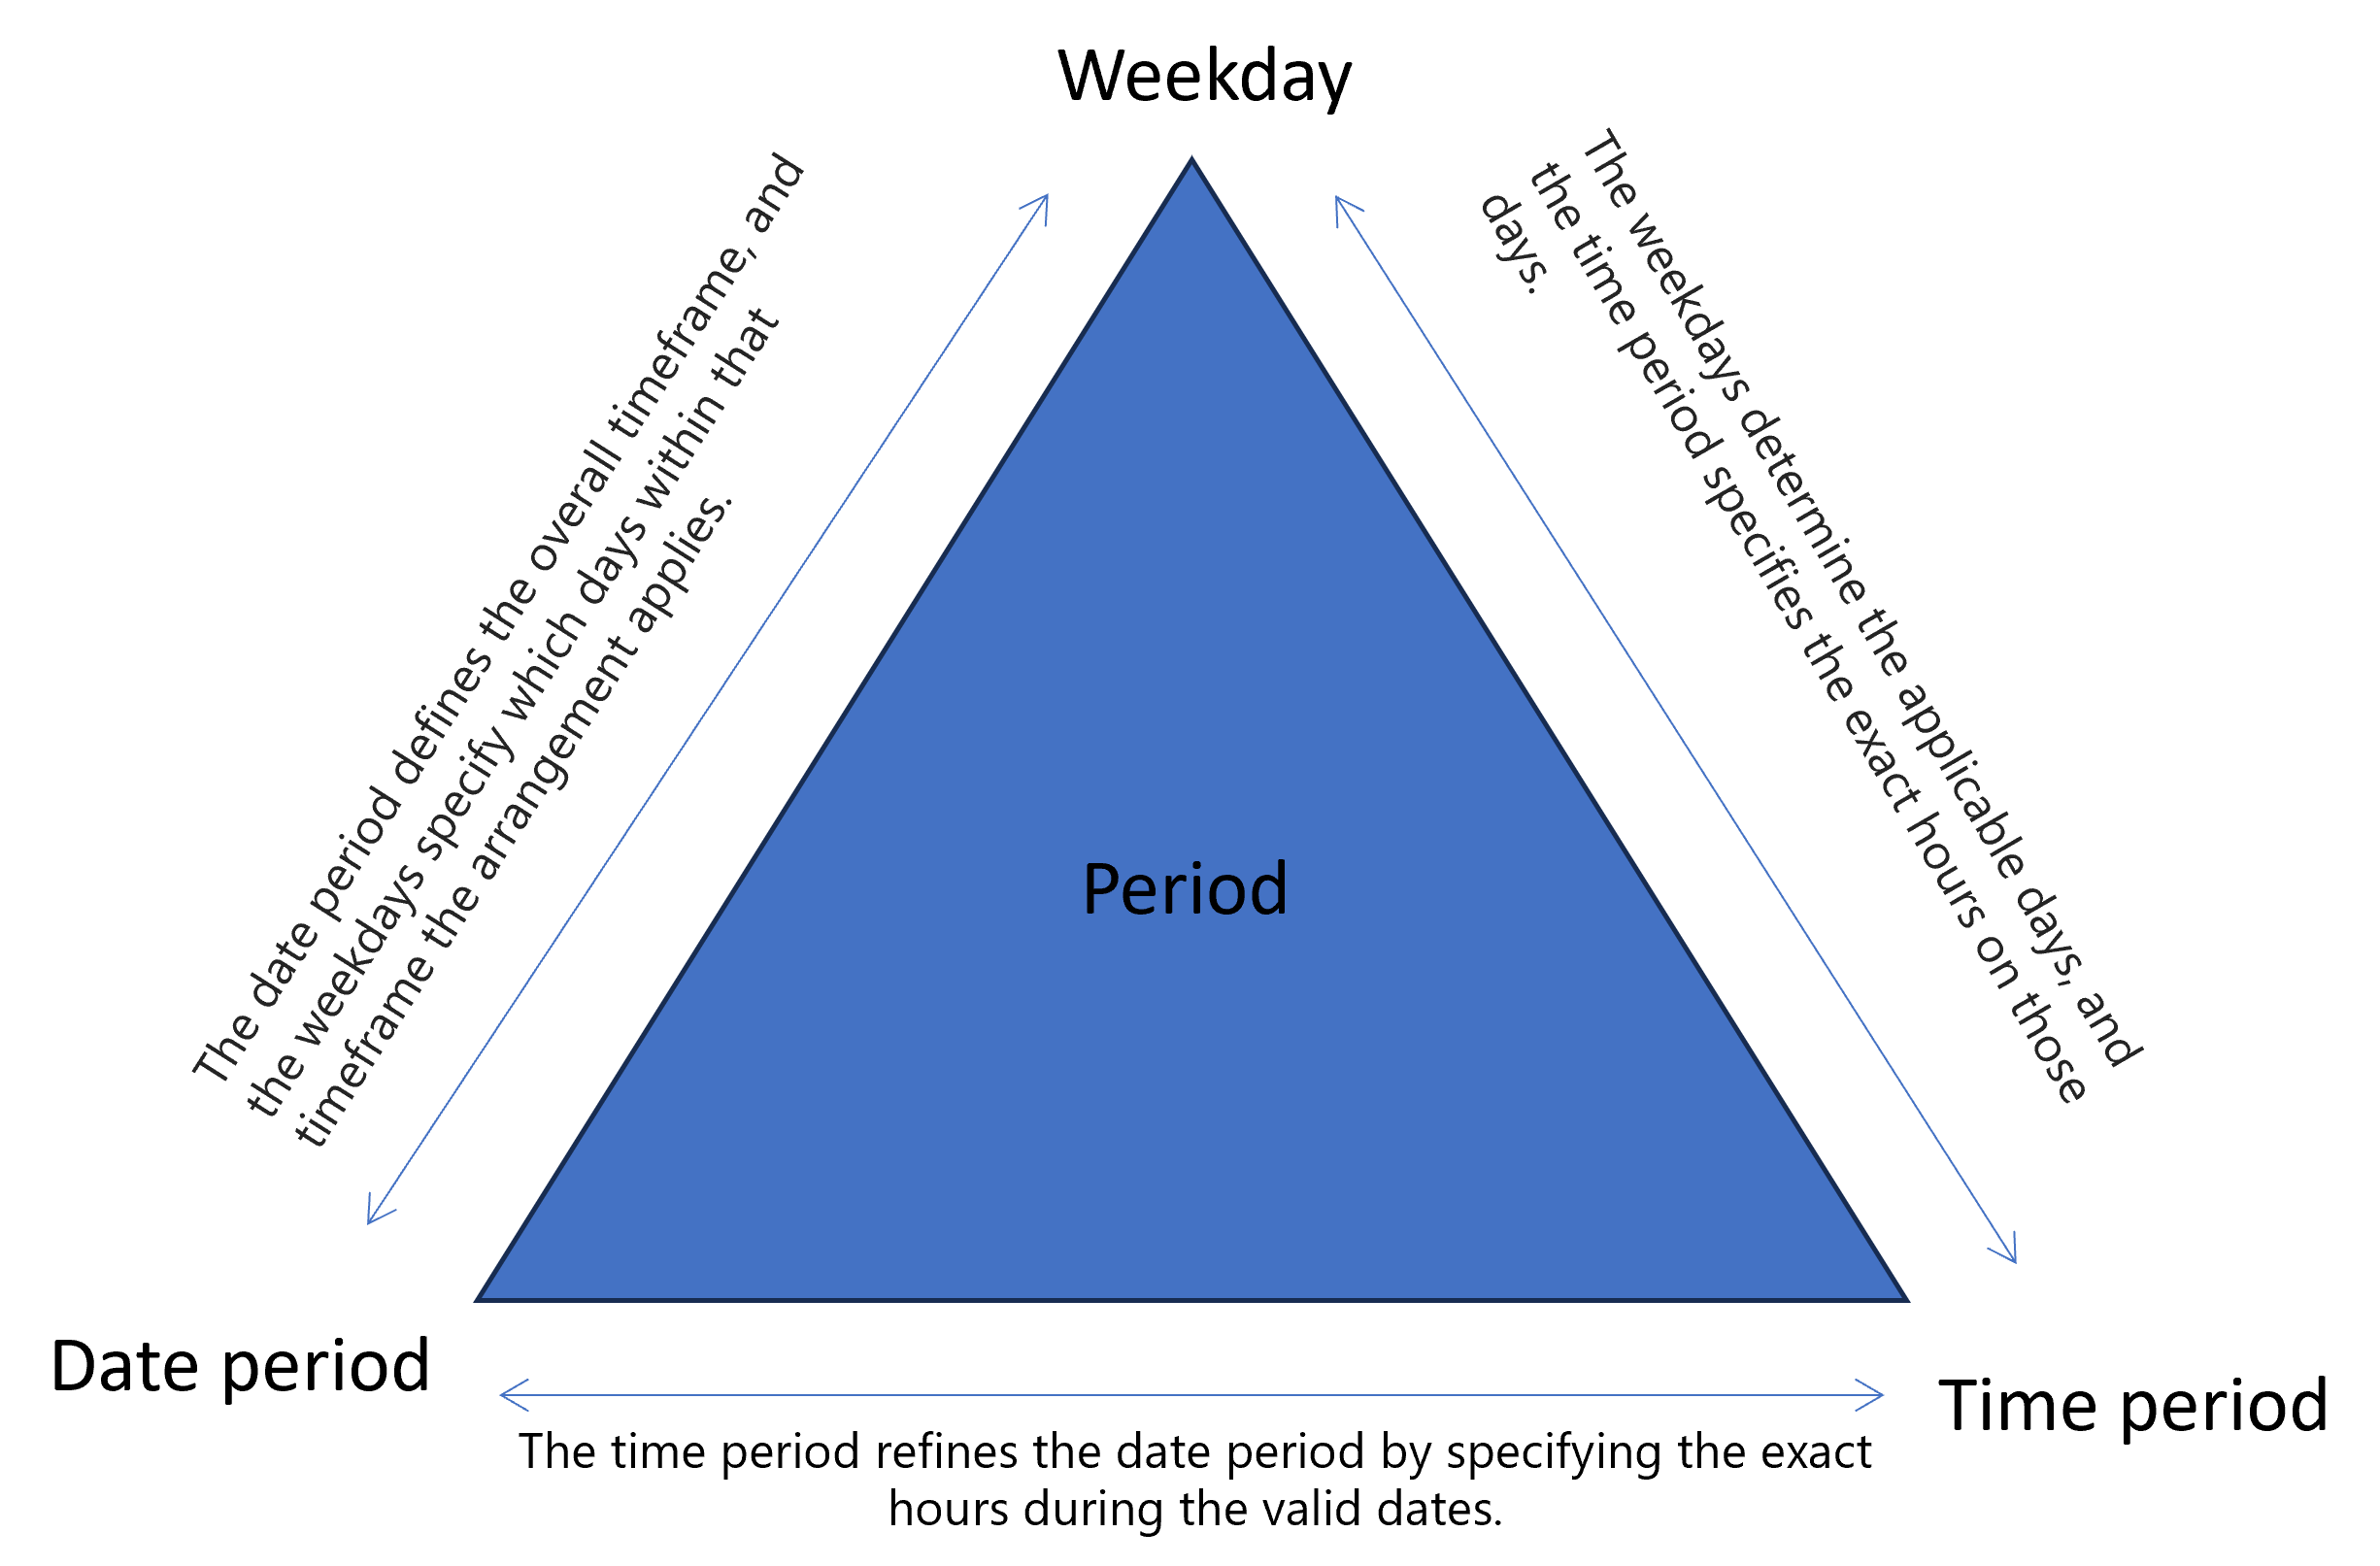 Weekday
The date period defines the overall timeframe, and
the weekdays specify which days within that
timeframe the arrangement applies.
The weekdays determine the applicable days, and
the time period specifies the exact hours on those
days.
Period
Date period
Time period
The time period refines the date period by specifying the exact
hours during the valid dates.